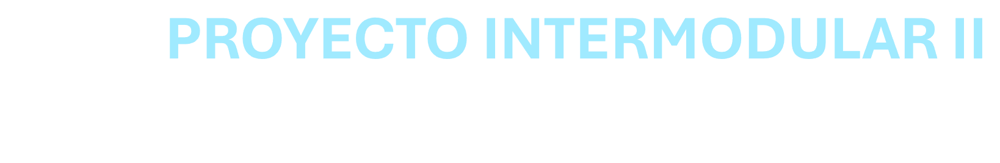 PROYECTO INTERMODULAR II